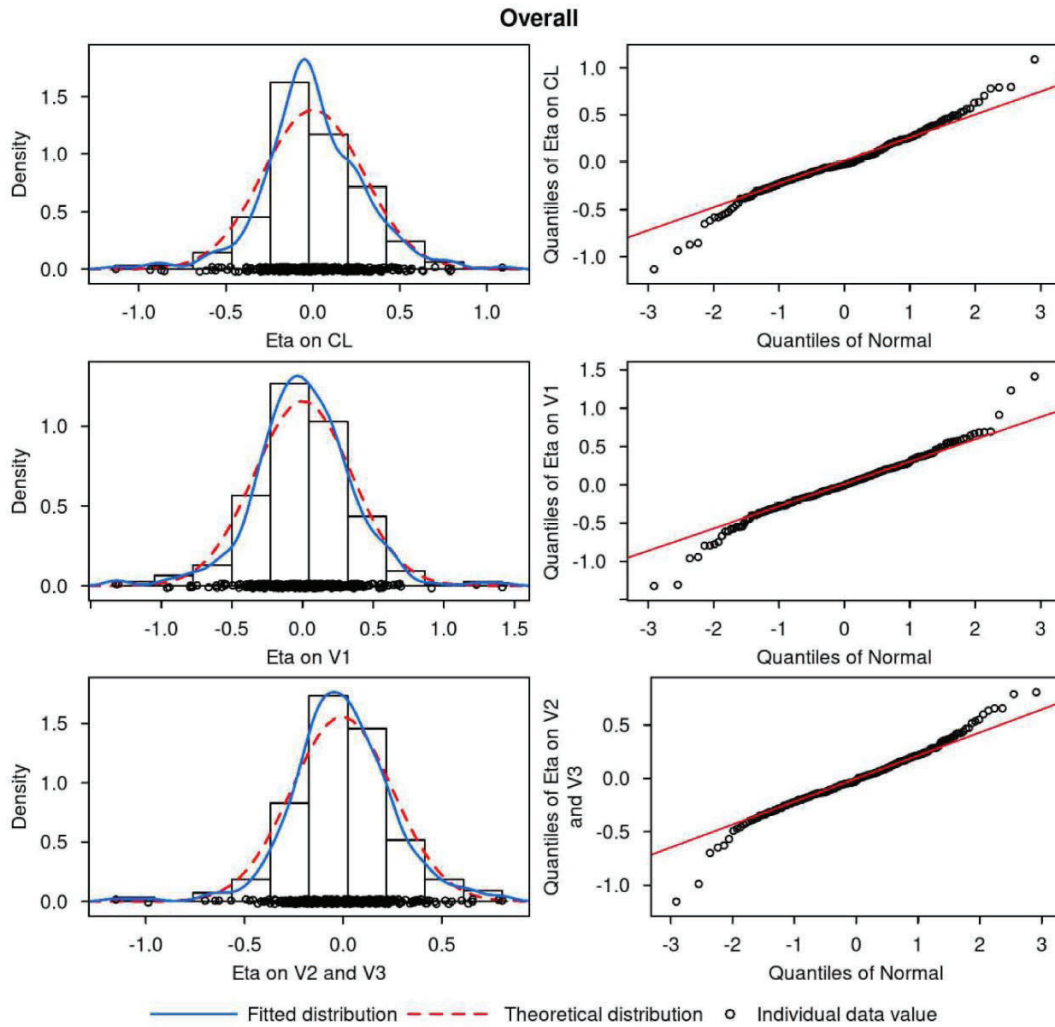 Overall
Density
1.5
1.0
0.5
0.0
-1.0 -0.5 0.0 0.5 1.0
Eta on CL
Quantiles of Eta on CL
1.0
0.5
0.0
-0.5
-1.0
-3 -2 -1 0 1 2 3
Quantiles of Normal
Density
1.0
0.5
0.0
-1.0 -0.5 0.0 0.5 1.0 1.5
Eta on V1
Quantiles of Eta on V1
1.5
1.0
0.5
0.0
-0.5
-1.0
-3 -2 -1 0 1 2 3
Quantiles of Normal
Density
1.5
1.0
0.5
0.0
-1.0 -0.5 0.0 0.5
Eta on V2 and V3
Quantiles of Eta on V2
and V3
0.5
0.0
-0.5
-1.0
-3 -2 -1 0 1 2 3
Quantiles of Normal
Fitted distribution Theoretical distribution Individual data value